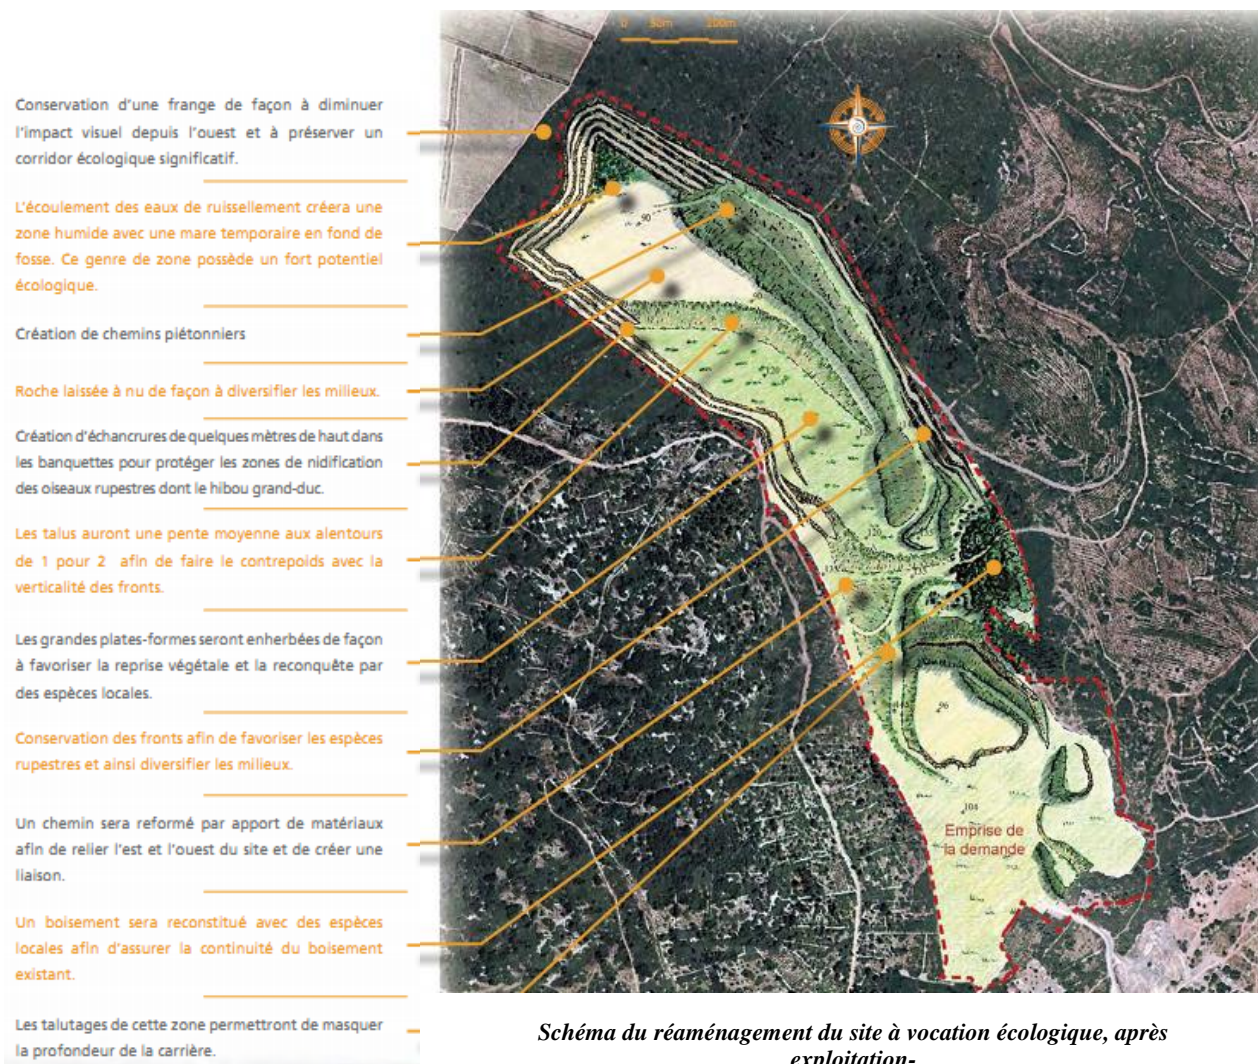 0 50m 200m
Conservation d'une frange de façon à diminuer
l'impact visuel depuis l'ouest et à préserver un
corridor écologique significatif.
L'écoulement des eaux de ruissellement créera une
zone humide avec une mare temporaire en fond de
fosse. Ce genre de zone possède un fort potentiel
écologique.
Création de chemins piétonniers
Roche laissée à nu de façon à diversifier les milieux.
Création d'échancrures de quelques mètres de haut dans
les banquettes pour protéger les zones de nidification
des oiseaux rupestres dont le hibou grand-duc.
Les talus auront une pente moyenne aux alentours
de 1 pour 2 afin de faire le contrepoids avec la
verticalité des fronts.
Les grandes plates-formes seront enherbées de façon
à favoriser la reprise végétale et la reconquête par
des espèces locales.
Conservation des fronts afin de favoriser les espèces
rupestres et ainsi diversifier les milieux.
Un chemin sera reformé par apport de matériaux
afin de relier l'est et l'ouest du site et de créer une
liaison.
Un boisement sera reconstitué avec des espèces
locales afin d'assurer la continuité du boisement
existant.
Les talutages de cette zone permettront de masquer
la profondeur de la carrière.
90
90
120
120
96
104
Emprise de
la demande
Schéma du réaménagement du site à vocation écologique, après
exploitation-